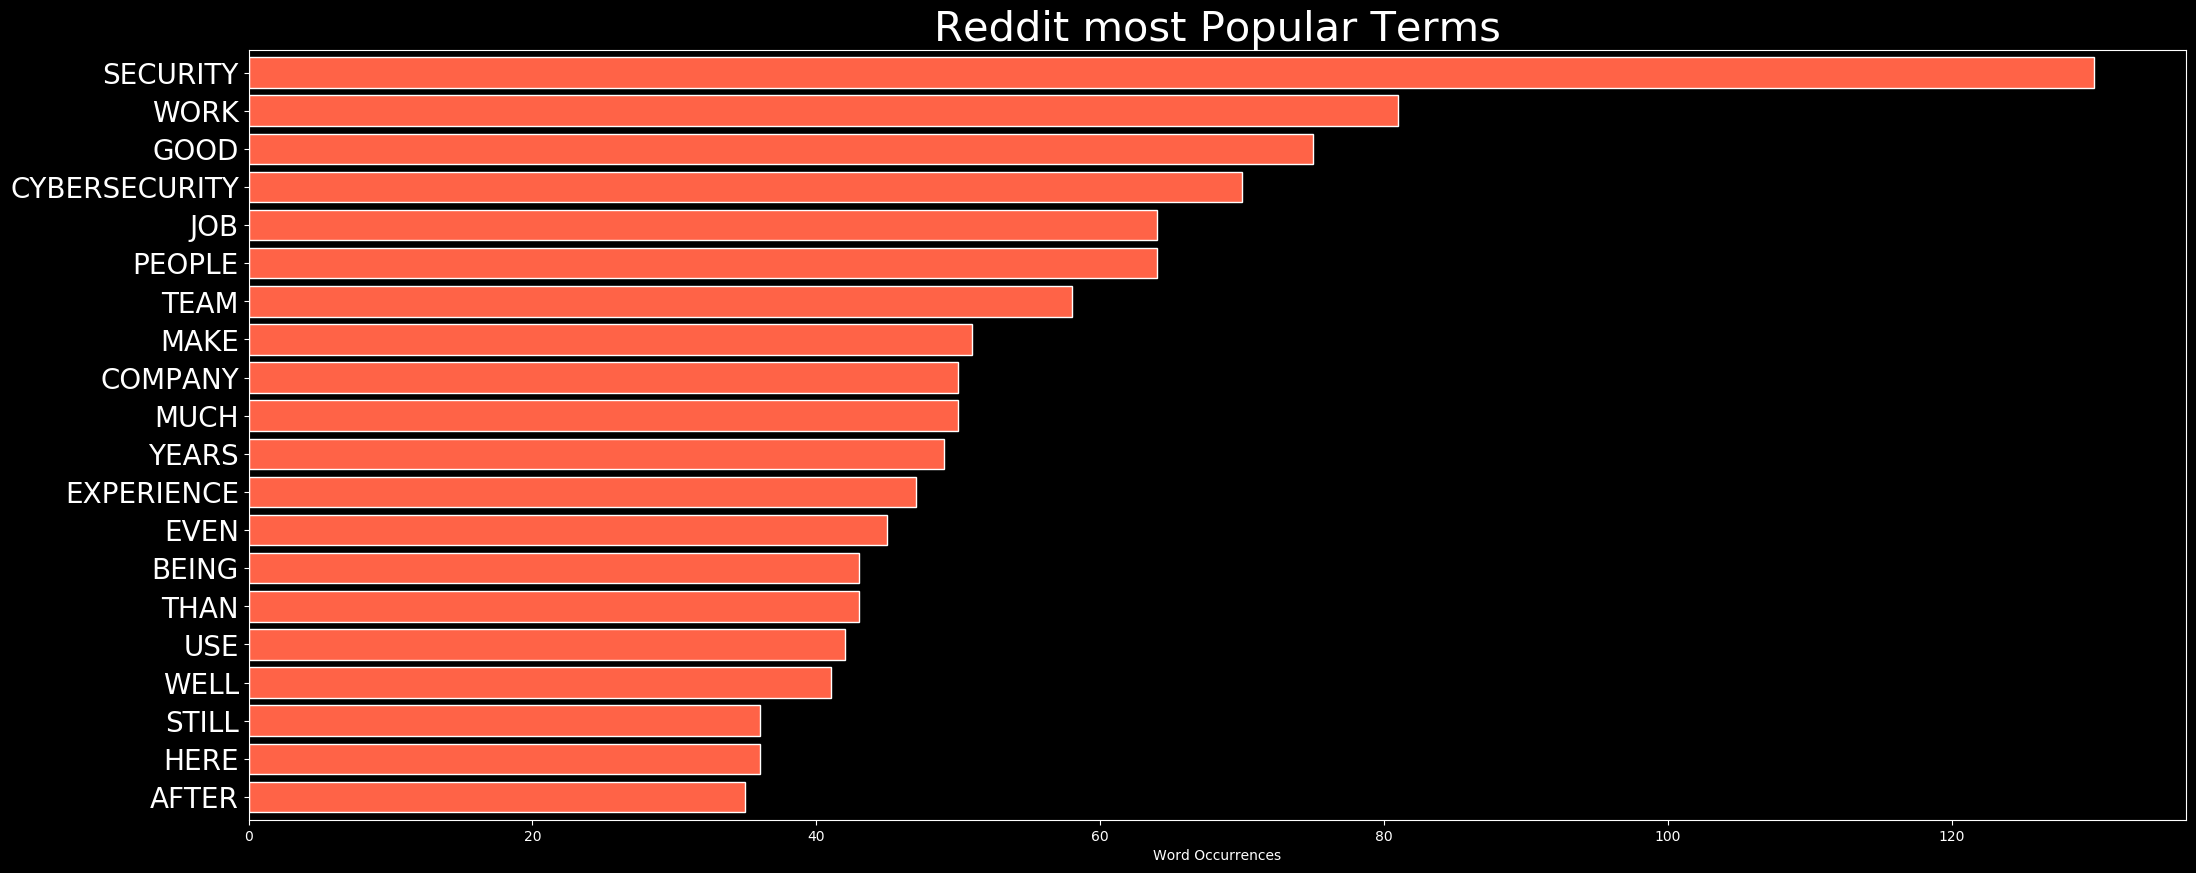 Reddit most Popular Terms
SECURITY
WORK
GOOD
CYBERSECURITY
JOB
PEOPLE
TEAM
MAKE
COMPANY
MUCH
YEARS
EXPERIENCE
EVEN
BEING
THAN
USE
WELL
STILL
HERE
AFTER
0 20 40 60 80 100 120
Word Occurrences